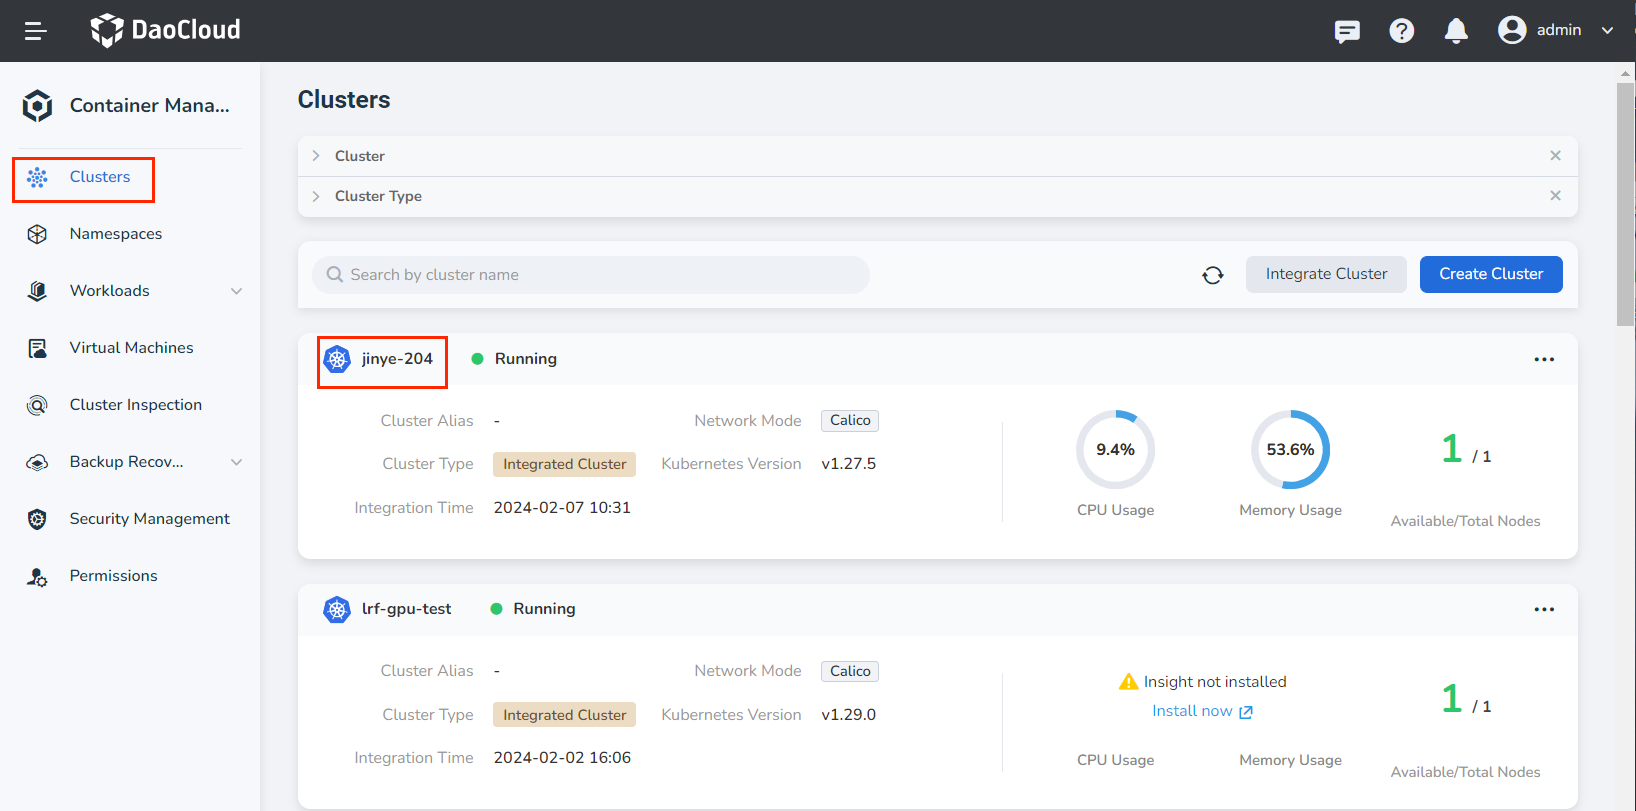 DaoCloud
admin
Container Mana...
Clusters
Namespaces
Workloads
Virtual Machines
Cluster Inspection
Backup Recov...
Security Management
Permissions
Clusters
Cluster
Cluster Type
Search by cluster name
Integrate Cluster
Create Cluster
jinye-204
Running
Cluster Alias -
Network Mode Calico
Cluster Type Integrated Cluster
Kubernetes Version v1.27.5
Integration Time 2024-02-07 10:31
9.4%
CPU Usage
53.6%
Memory Usage
1 / 1
Available/Total Nodes
lrf-gpu-test
Running
Cluster Alias -
Network Mode Calico
Cluster Type Integrated Cluster
Kubernetes Version v1.29.0
Integration Time 2024-02-02 16:06
Insight not installed
Install now
CPU Usage
Memory Usage
1 / 1
Available/Total Nodes